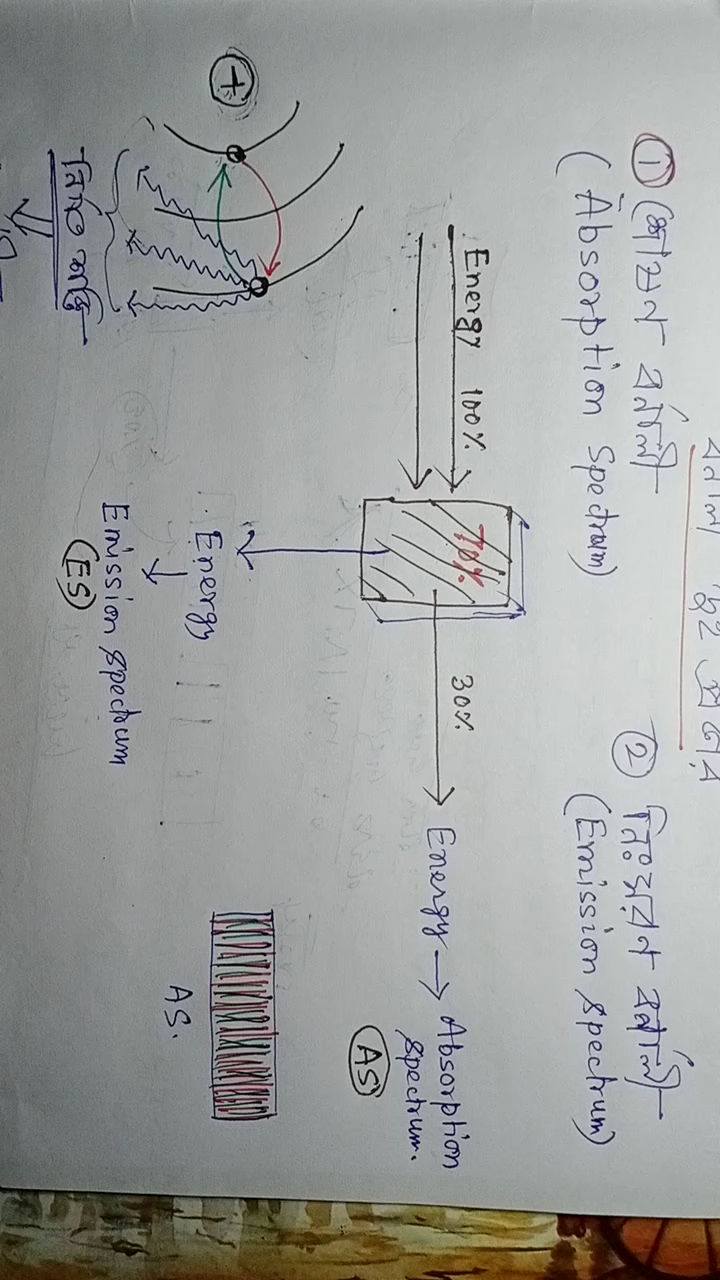 বর্ণালি দুই প্রকার
① শোষণ বর্ণালি
(Absorption Spectrum)
② নিঃসরণ বর্ণালি
(Emission Spectrum)
Energy 100%
70%
30%
Energy → Absorption
Spectrum.
(AS)
Energy
Emission Spectrum
(ES)
+
AS.